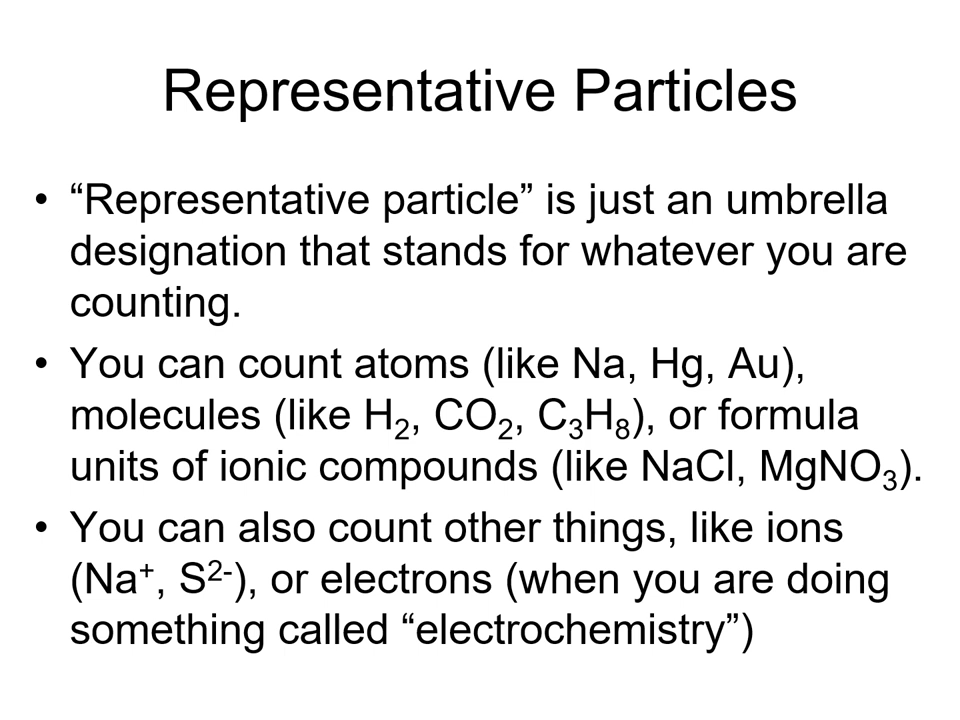 Representative Particles
• “Representative particle” is just an umbrella
designation that stands for whatever you are
counting.
• You can count atoms (like Na, Hg, Au),
molecules (like H₂, CO₂, C₃H₈), or formula
units of ionic compounds (like NaCl, MgNO₃).
• You can also count other things, like ions
(Na⁺, S²⁻), or electrons (when you are doing
something called “electrochemistry”)